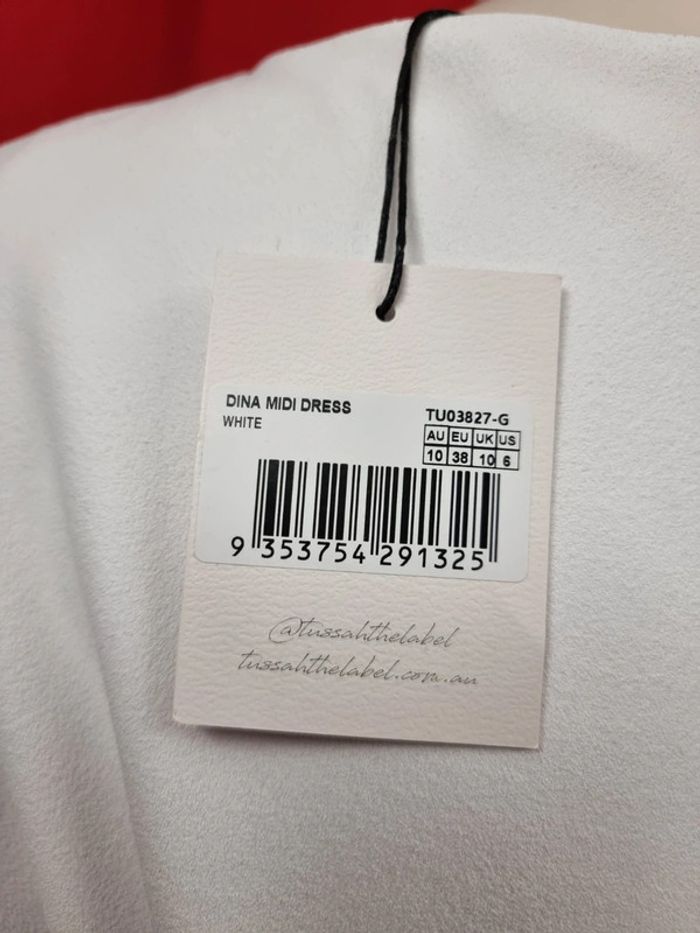 DINA MIDI DRESS
WHITE
TU03827-G
AU EU UK US
10 38 10 6
9 353754 291325
@tussahthelabel
tussahthelabel.com.au